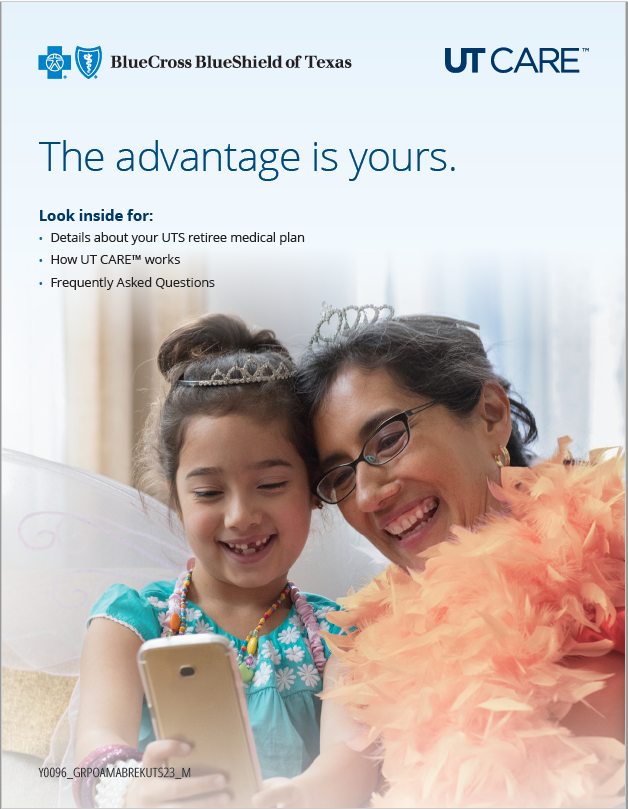 BlueCross BlueShield of Texas
UT CARE™
The advantage is yours.
Look inside for:
• Details about your UTS retiree medical plan
• How UT CARE™ works
• Frequently Asked Questions
Y0096_GRPOAMABREKUTS23_M